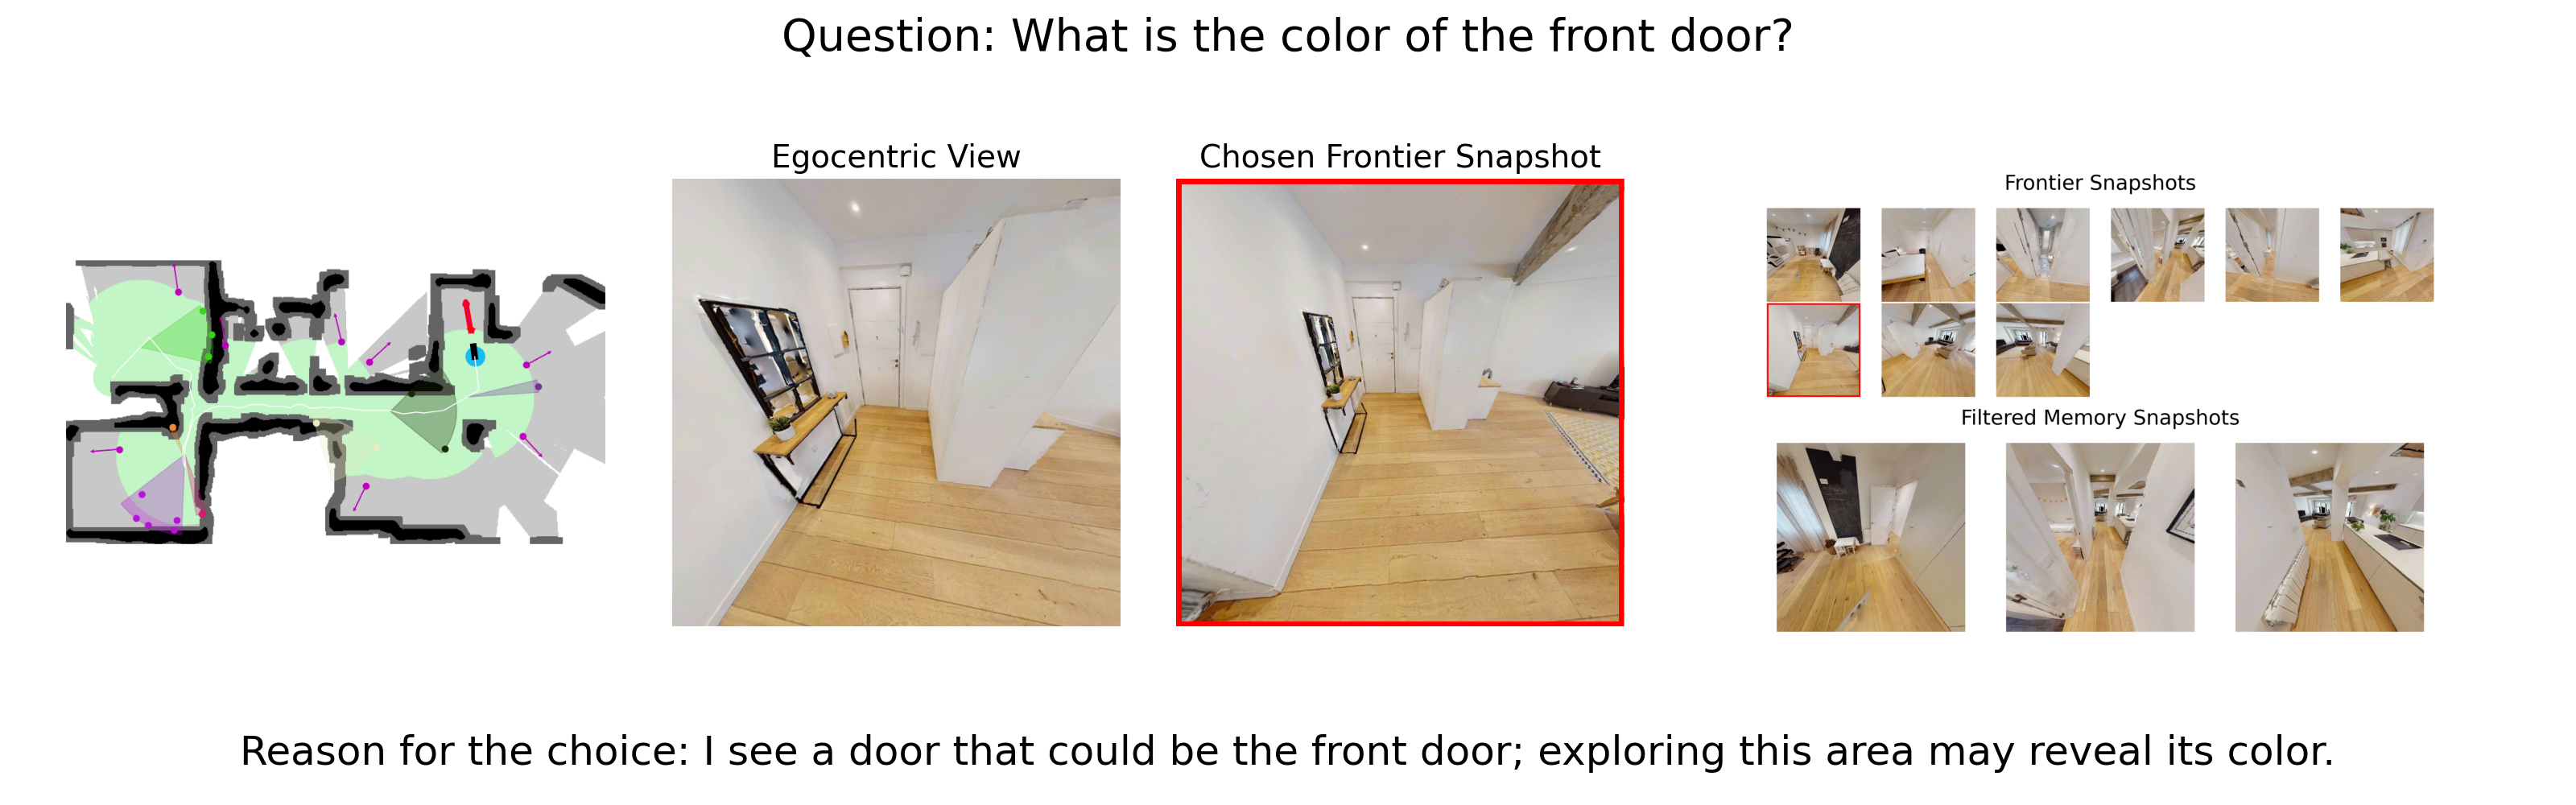 Question: What is the color of the front door?
Egocentric View
Chosen Frontier Snapshot
Frontier Snapshots
Filtered Memory Snapshots
Reason for the choice: I see a door that could be the front door; exploring this area may reveal its color.